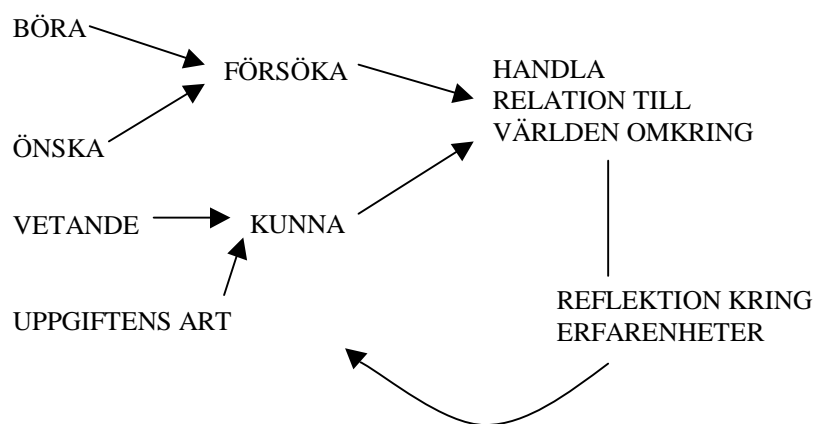 BÖRA
FÖRSÖKA
HANDLA
RELATION TILL
VÄRLDEN OMKRING
ÖNSKA
VETANDE
KUNNA
UPPGIFTENS ART
REFLEKTION KRING
ERFARENHETER